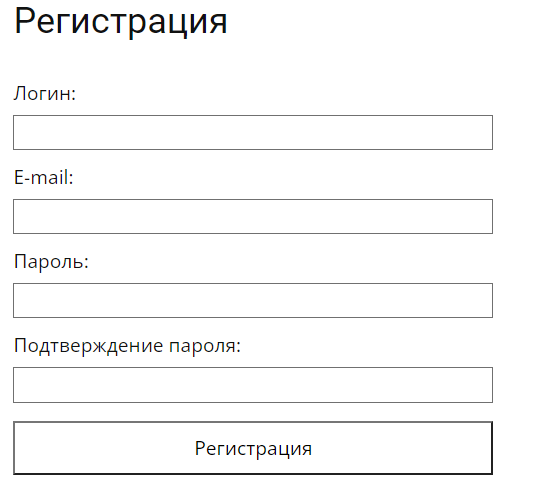 Регистрация
Логин:
E-mail:
Пароль:
Подтверждение пароля:
Регистрация